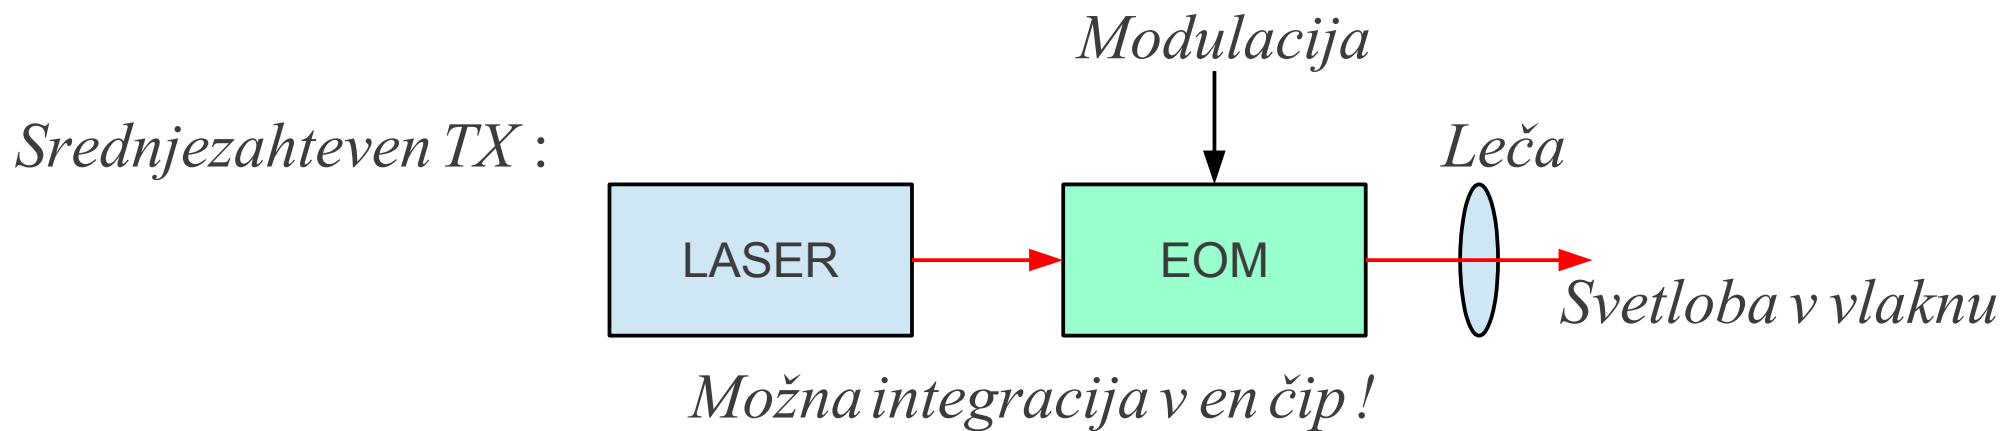 Modulacija
Srednjezahteven TX :
Leča
LASER
EOM
Svetloba v vlaknu
Možna integracija v en čip !